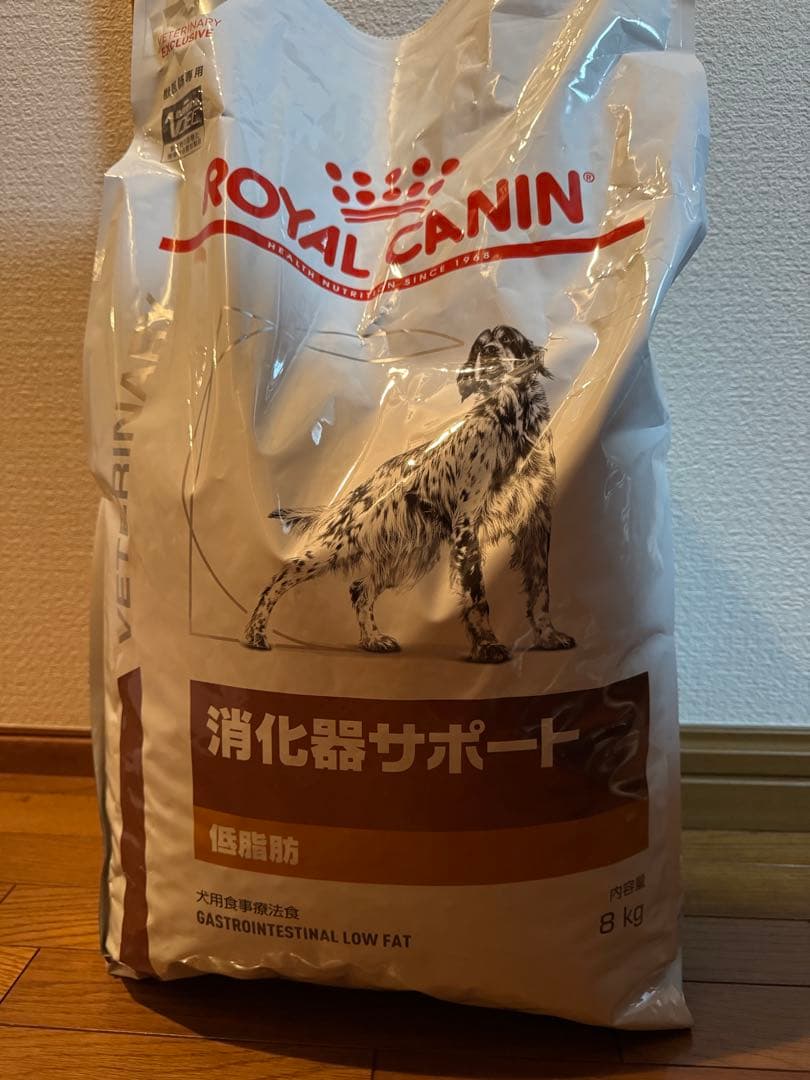 VETERINARY
EXCLUSIVE
ROYAL CANIN®
HEALTH NUTRITION SINCE 1968
VETERINARY
消化器サポート
低脂肪
犬用食事療法食
GASTROINTESTINAL LOW FAT
内容量
8 kg